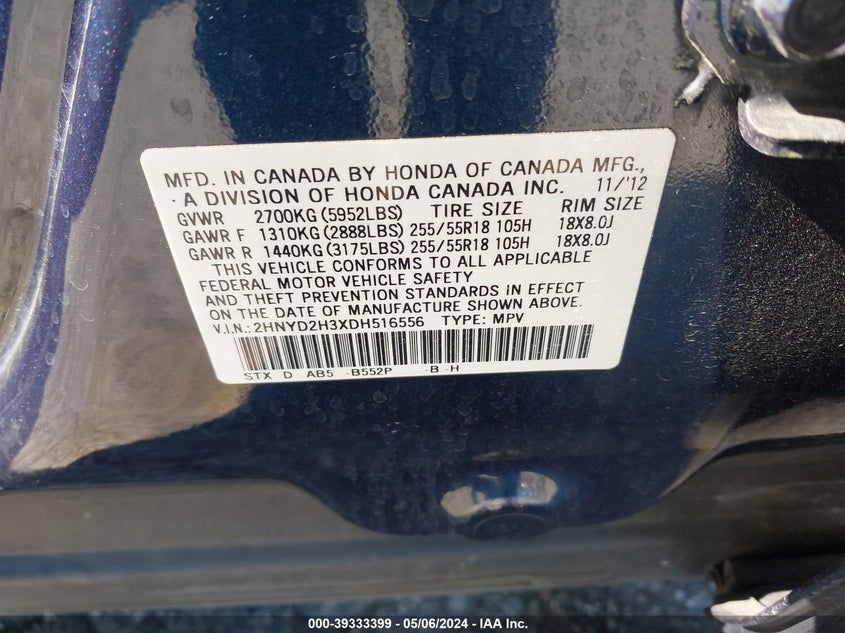 MFD. IN CANADA BY HONDA OF CANADA MFG.,
A DIVISION OF HONDA CANADA INC. 11/'12
GVWR 2700KG (5952LBS) TIRE SIZE RIM SIZE
GAWR F 1310KG (2888LBS) 255/55R18 105H 18X8.0J
GAWR R 1440KG (3175LBS) 255/55R18 105H 18X8.0J
THIS VEHICLE CONFORMS TO ALL APPLICABLE
FEDERAL MOTOR VEHICLE SAFETY
AND THEFT PREVENTION STANDARDS IN EFFECT
ON THE DATE OF MANUFACTURE SHOWN ABOVE.
V.I.N.: 2HNYD2H3XDH516556 TYPE: MPV
STX D AB5 -B552P -B -H
000-39333399 - 05/06/2024 - IAA Inc.